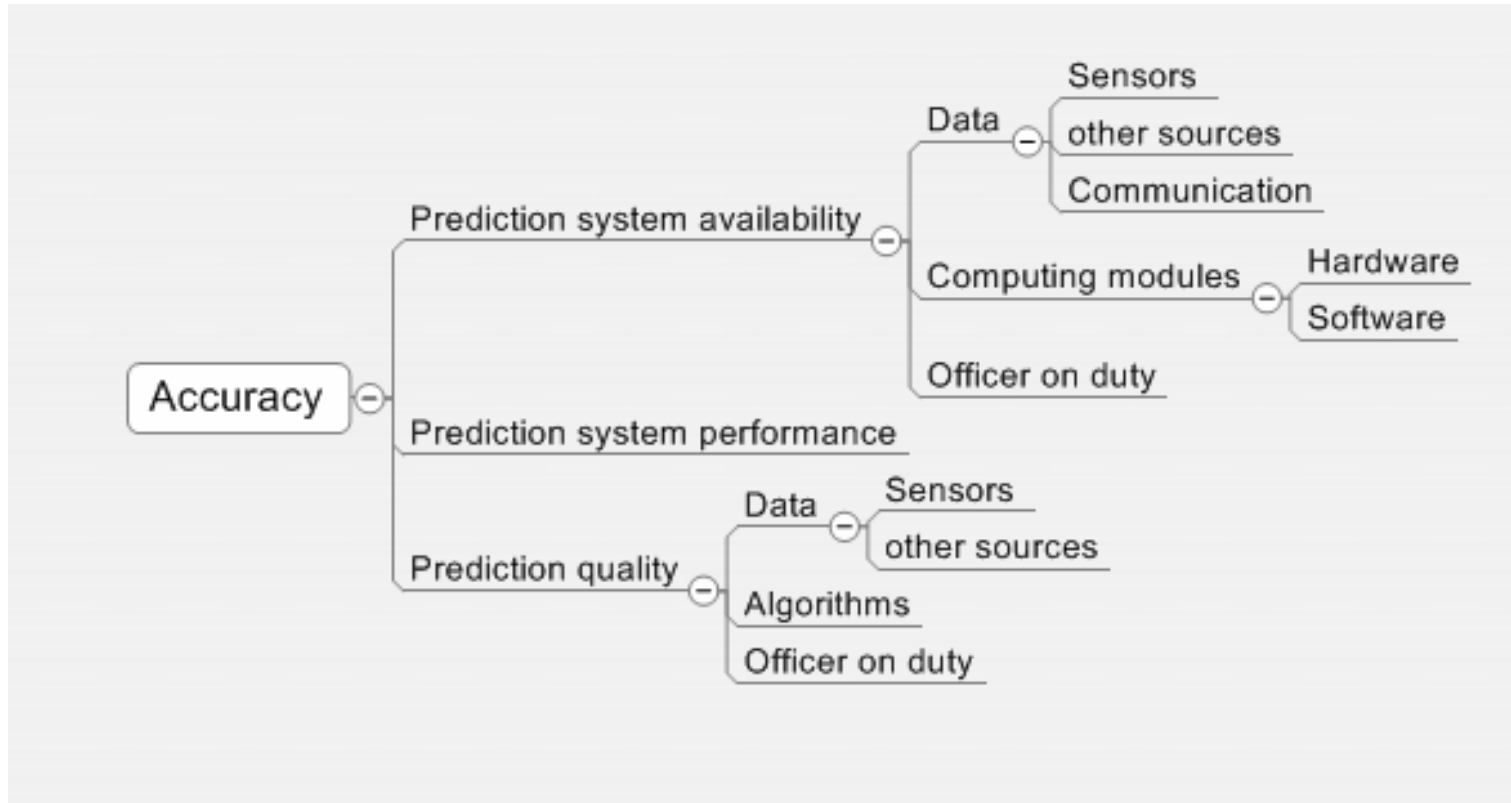 Accuracy
Prediction system availability
Data
Sensors
other sources
Communication
Computing modules
Hardware
Software
Officer on duty
Prediction system performance
Prediction quality
Data
Sensors
other sources
Algorithms
Officer on duty